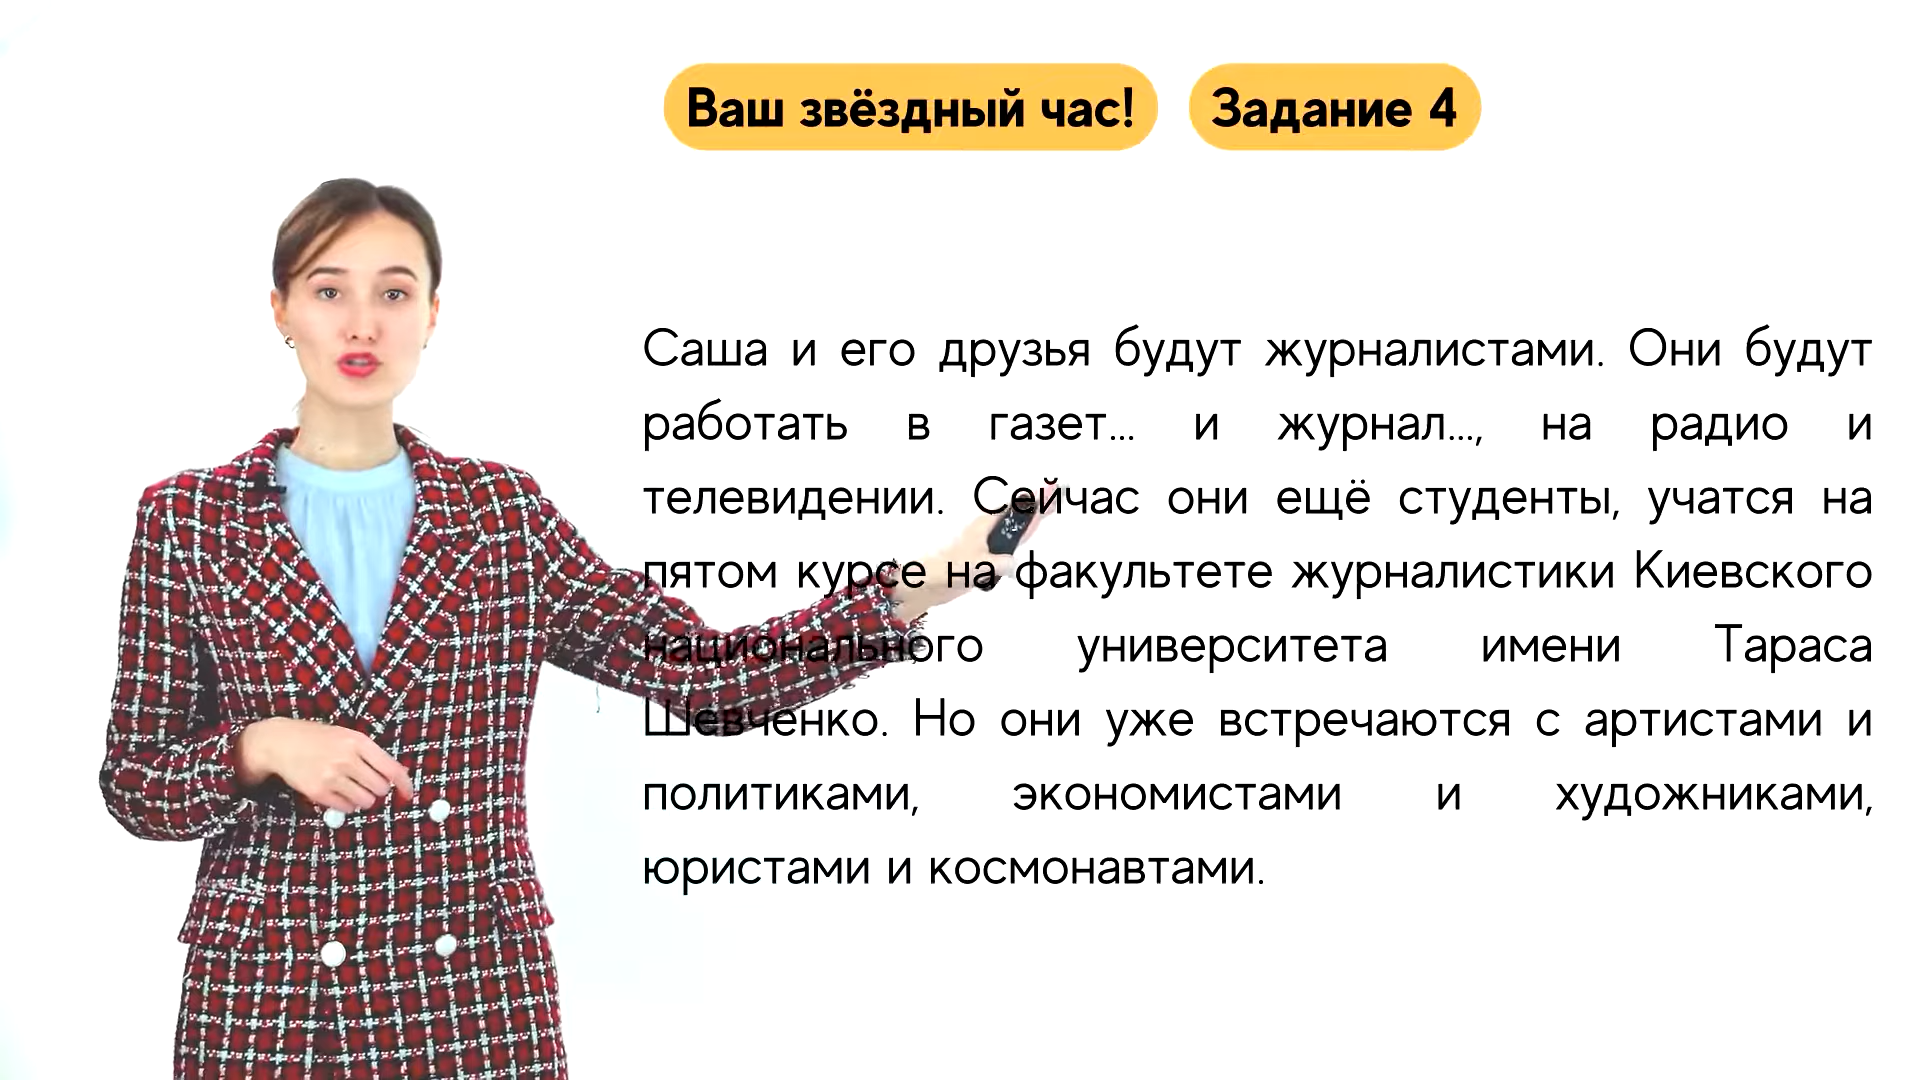 Ваш звёздный час! Задание 4
Саша и его друзья будут журналистами. Они будут
работать в газет... и журнал..., на радио и
телевидении. Сейчас они ещё студенты, учатся на
пятом курсе на факультете журналистики Киевского
национального университета имени Тараса
Шевченко. Но они уже встречаются с артистами и
политиками, экономистами и художниками,
юристами и космонавтами.